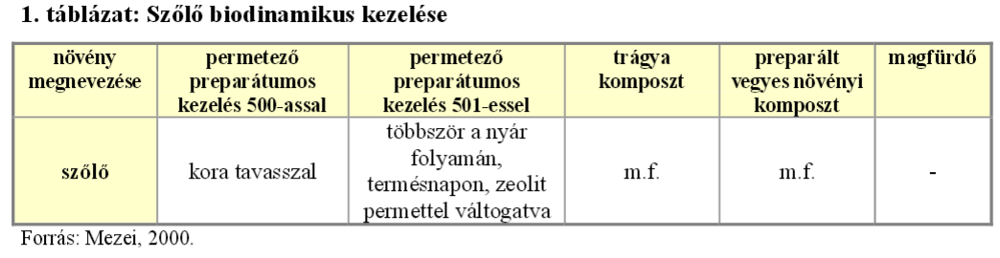 1. táblázat: Szőlő biodinamikus kezelése
növény megnevezése
permetező preparátumos kezelés 500-assal
permetező preparátumos kezelés 501-essel
trágya komposzt
preparált vegyes növényi komposzt
magfürdő
szőlő
kora tavasszal
többször a nyár folyamán, termésnapon, zeolit permettel váltogatva
m.f.
m.f.
-
Forrás: Mezei, 2000.